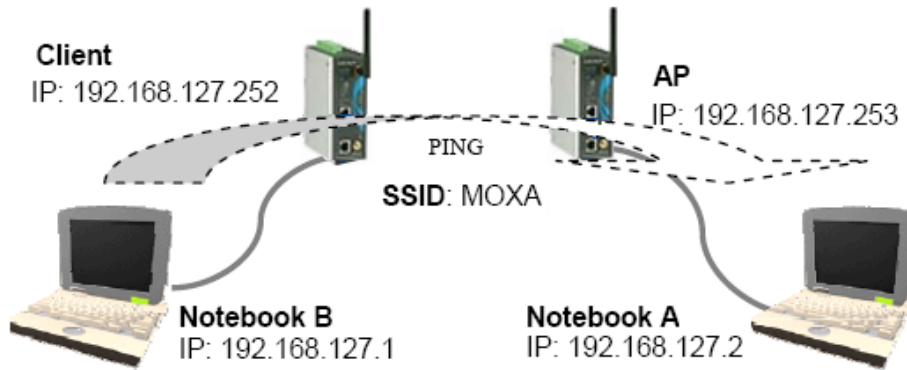 Client
IP: 192.168.127.252
AP
IP: 192.168.127.253
PING
SSID: MOXA
Notebook B
IP: 192.168.127.1
Notebook A
IP: 192.168.127.2